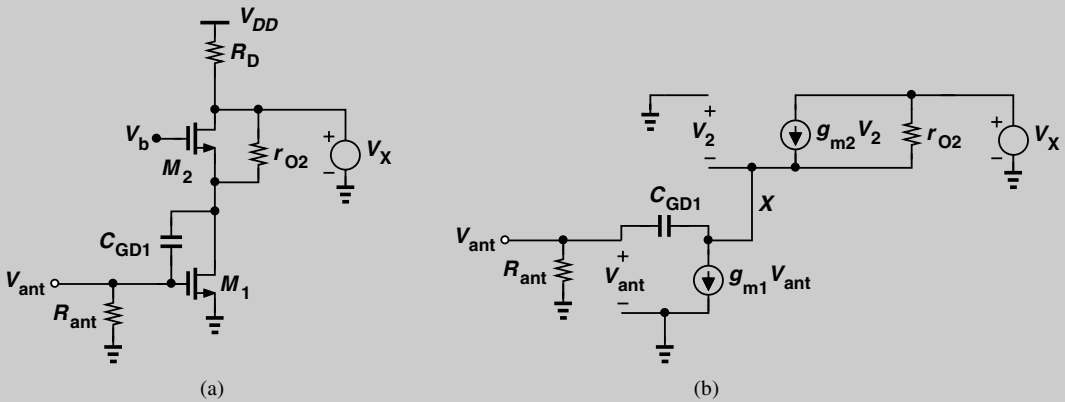 V_DD
R_D
V_b
M_2
r_O2
+
−
V_X
C_GD1
V_ant
M_1
R_ant
(a)
+
V_2
−
g_m2 V_2
r_O2
+
−
V_X
C_GD1
X
V_ant
R_ant
+
V_ant
−
g_m1 V_ant
(b)